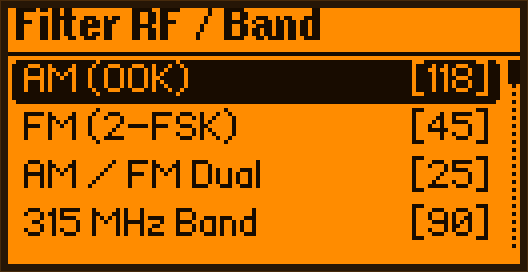 Filter RF / Band
AM (OOK) [118]
FM (2-FSK) [45]
AM / FM Dual [25]
315 MHz Band [90]